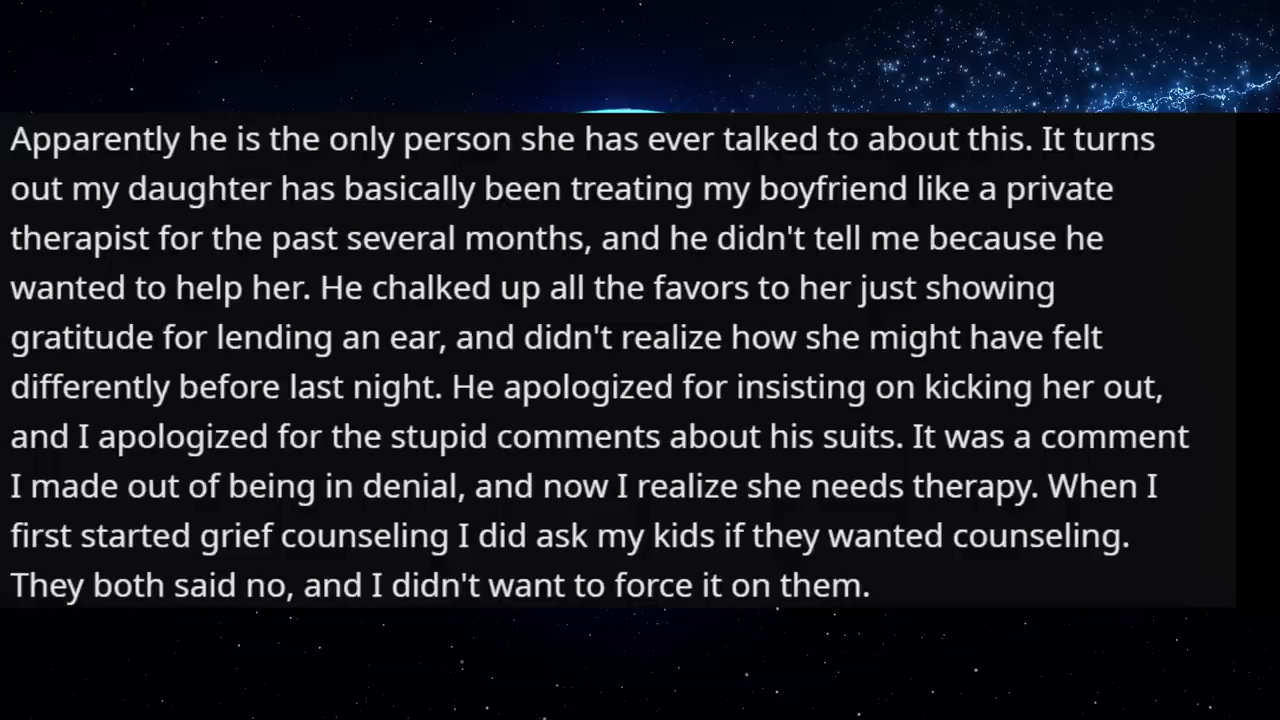 Apparently he is the only person she has ever talked to about this. It turns
out my daughter has basically been treating my boyfriend like a private
therapist for the past several months, and he didn't tell me because he
wanted to help her. He chalked up all the favors to her just showing
gratitude for lending an ear, and didn't realize how she might have felt
differently before last night. He apologized for insisting on kicking her out,
and I apologized for the stupid comments about his suits. It was a comment
I made out of being in denial, and now I realize she needs therapy. When I
first started grief counseling I did ask my kids if they wanted counseling.
They both said no, and I didn't want to force it on them.